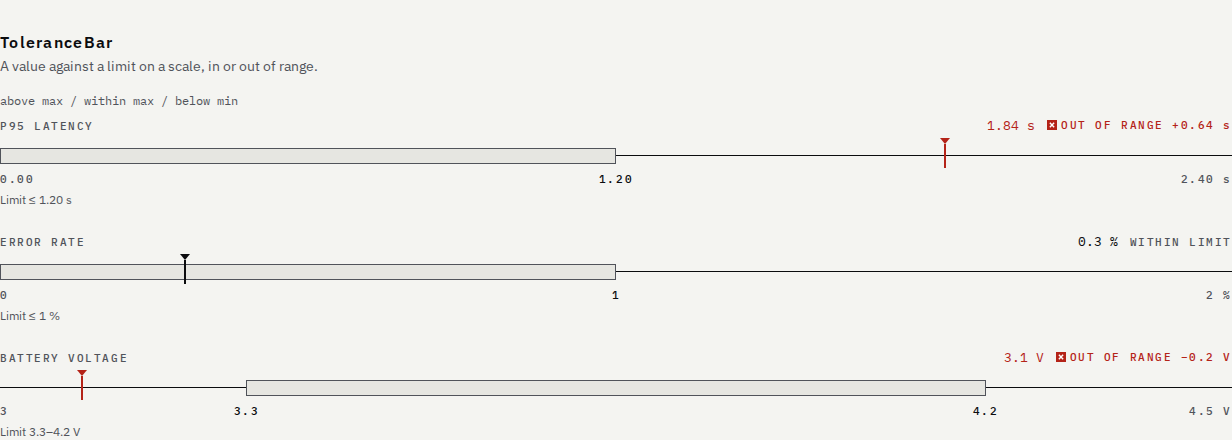 ToleranceBar
A value against a limit on a scale, in or out of range.
above max / within max / below min
P95 LATENCY 1.84 s OUT OF RANGE +0.64 s
0.00 1.20 2.40 s
Limit ≤ 1.20 s
ERROR RATE 0.3 % WITHIN LIMIT
0 1 2 %
Limit ≤ 1 %
BATTERY VOLTAGE 3.1 V OUT OF RANGE −0.2 V
3 3.3 4.2 4.5 V
Limit 3.3–4.2 V